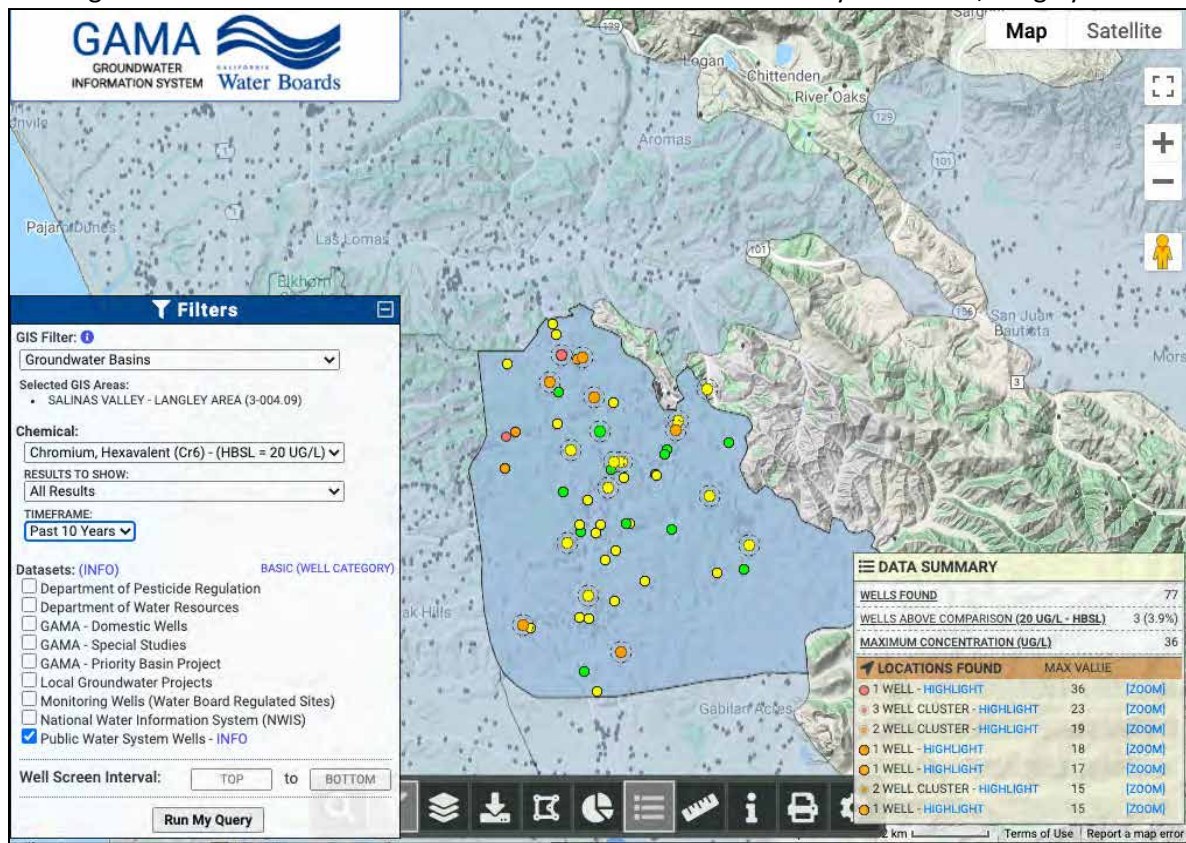 GAMA
GROUNDWATER
INFORMATION SYSTEM
CALIFORNIA
Water Boards
Map Satellite
129
Logan
Chittenden
River Oaks
129
Aromas
101
1
1
Pajaro Dunes
Las Lomas
Elkhorn
101
156
San Juan
Bautista
3
Filters
GIS Filter:
Groundwater Basins
Selected GIS Areas:
• SALINAS VALLEY - LANGLEY AREA (3-004.09)
Chemical:
Chromium, Hexavalent (Cr6) - (HBSL = 20 UG/L)
RESULTS TO SHOW:
All Results
TIMEFRAME:
Past 10 Years
Datasets: (INFO) BASIC (WELL CATEGORY)
Department of Pesticide Regulation
Department of Water Resources
GAMA - Domestic Wells
GAMA - Special Studies
GAMA - Priority Basin Project
Local Groundwater Projects
Monitoring Wells (Water Board Regulated Sites)
National Water Information System (NWIS)
Public Water System Wells - INFO
Well Screen Interval: TOP to BOTTOM
Run My Query
Gabilan Acres
DATA SUMMARY
WELLS FOUND 77
WELLS ABOVE COMPARISON (20 UG/L - HBSL) 3 (3.9%)
MAXIMUM CONCENTRATION (UG/L) 36
LOCATIONS FOUND MAX VALUE
1 WELL - HIGHLIGHT 36 [ZOOM]
3 WELL CLUSTER - HIGHLIGHT 23 [ZOOM]
2 WELL CLUSTER - HIGHLIGHT 19 [ZOOM]
1 WELL - HIGHLIGHT 18 [ZOOM]
1 WELL - HIGHLIGHT 17 [ZOOM]
2 WELL CLUSTER - HIGHLIGHT 15 [ZOOM]
1 WELL - HIGHLIGHT 15 [ZOOM]
2 km Terms of Use Report a map error